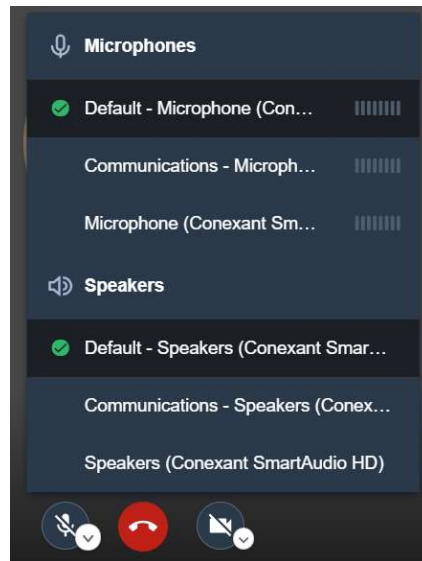 Microphones
Default - Microphone (Con...
Communications - Microph...
Microphone (Conexant Sm...
Speakers
Default - Speakers (Conexant Smar...
Communications - Speakers (Conex...
Speakers (Conexant SmartAudio HD)